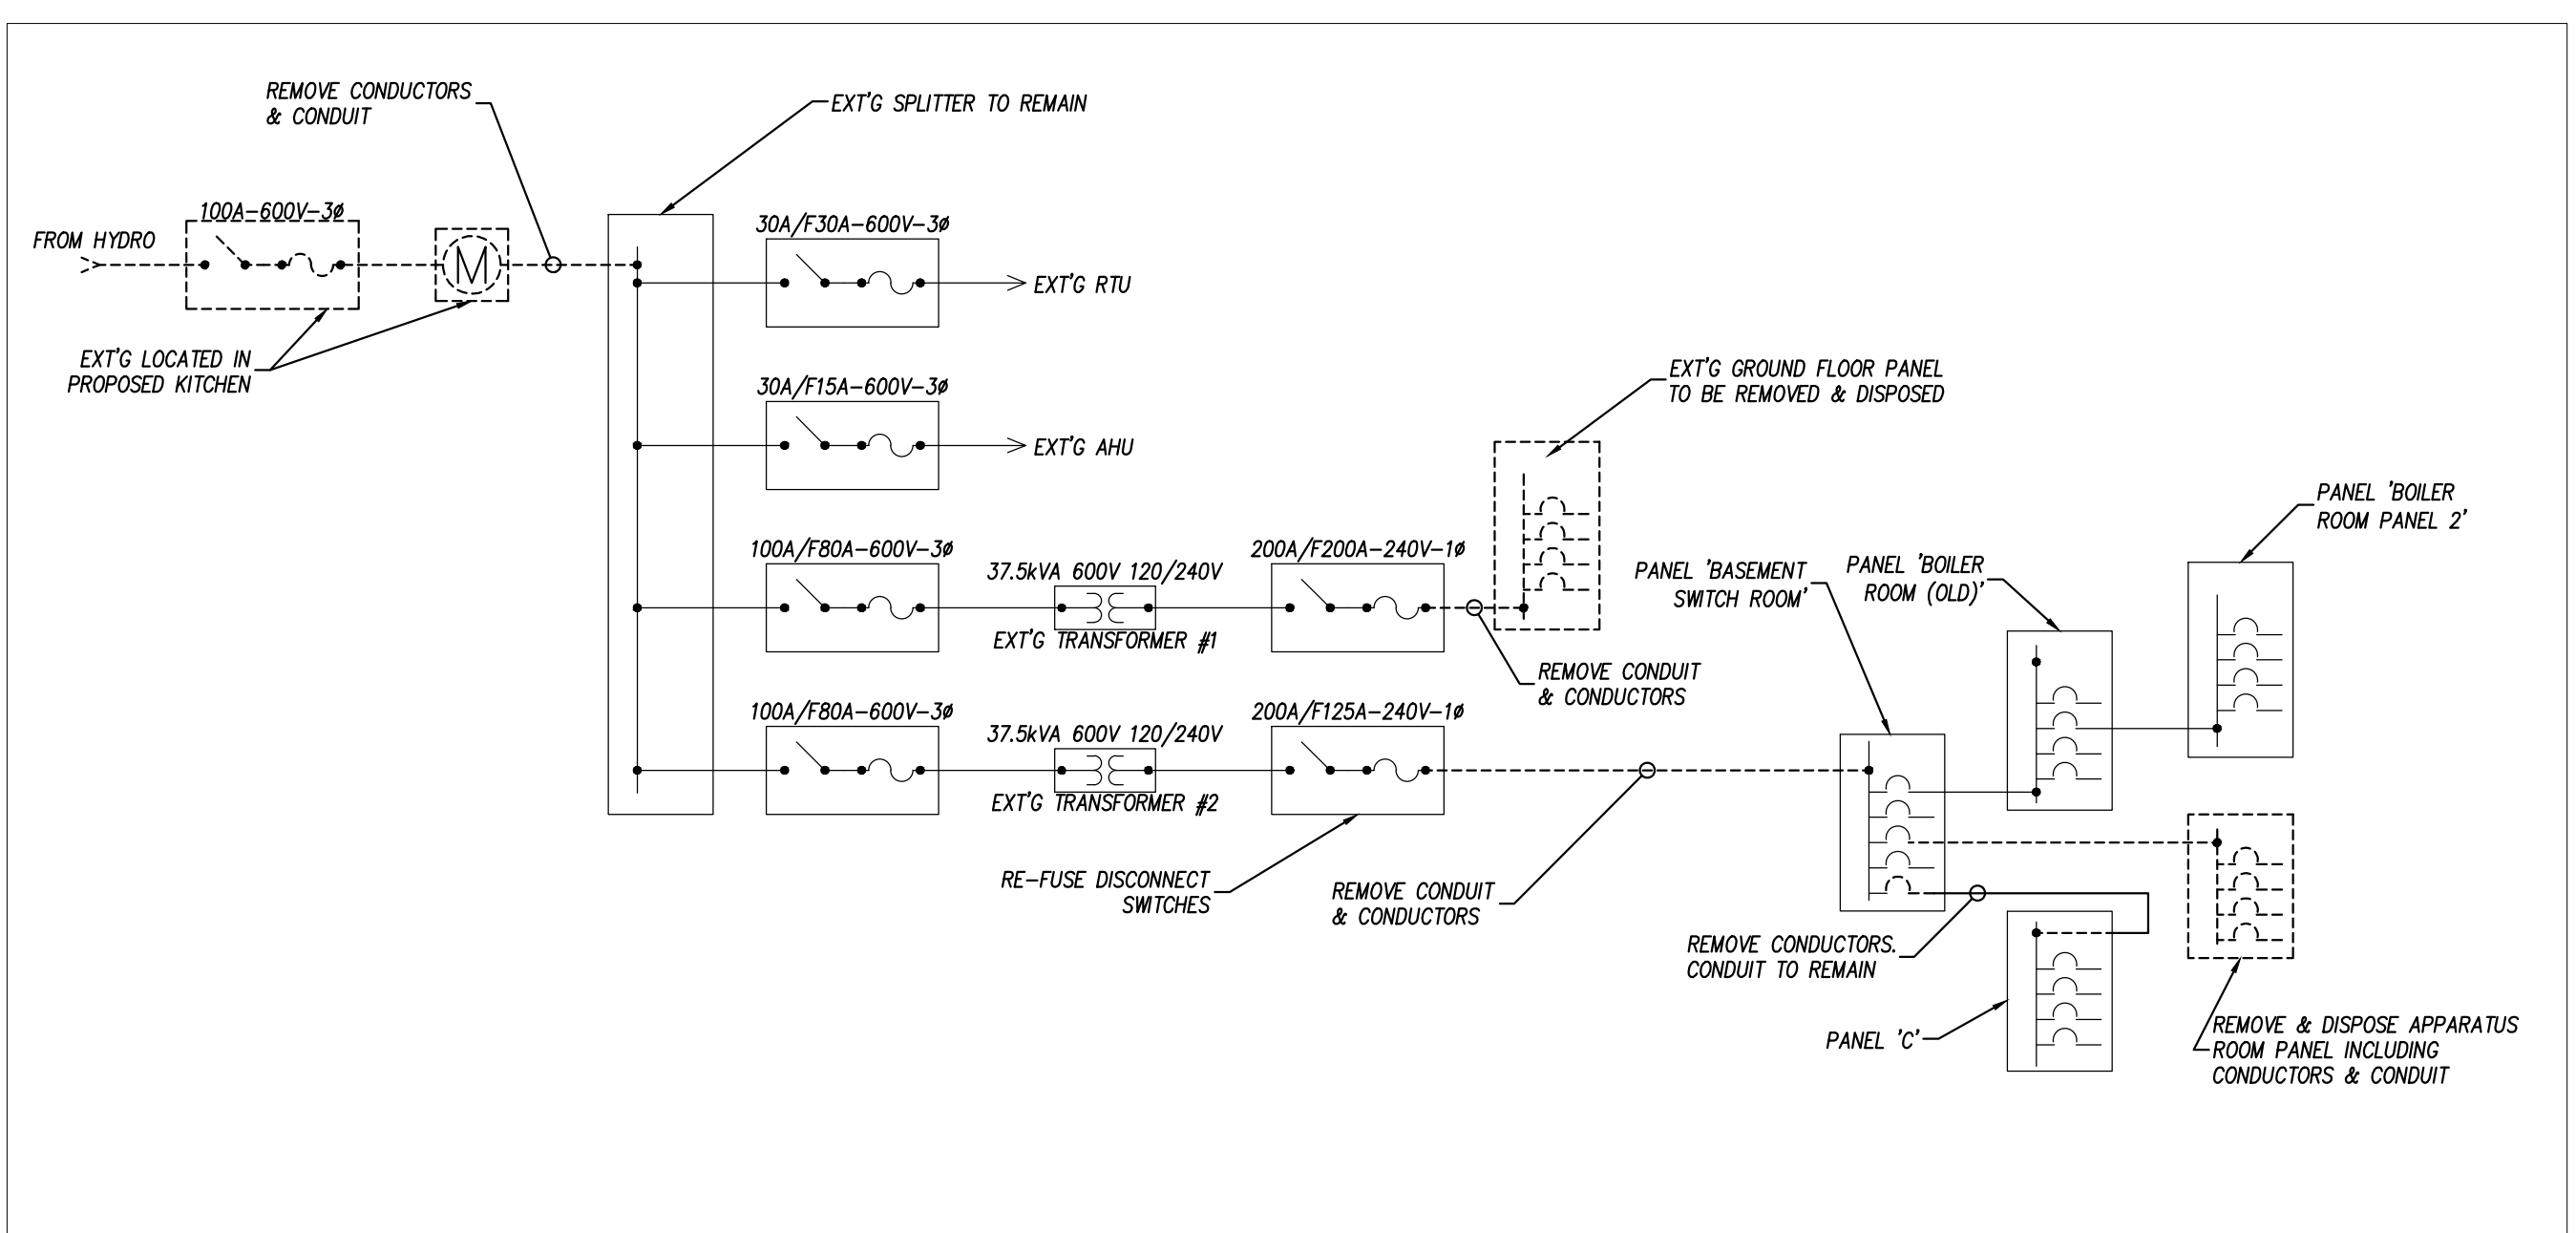 REMOVE CONDUCTORS
& CONDUIT
EXT'G SPLITTER TO REMAIN
100A-600V-3ø
FROM HYDRO
M
EXT'G LOCATED IN
PROPOSED KITCHEN
30A/F30A-600V-3ø
EXT'G RTU
30A/F15A-600V-3ø
EXT'G AHU
EXT'G GROUND FLOOR PANEL
TO BE REMOVED & DISPOSED
100A/F80A-600V-3ø
37.5kVA 600V 120/240V
EXT'G TRANSFORMER #1
200A/F200A-240V-1ø
REMOVE CONDUIT
& CONDUCTORS
100A/F80A-600V-3ø
37.5kVA 600V 120/240V
EXT'G TRANSFORMER #2
200A/F125A-240V-1ø
RE-FUSE DISCONNECT
SWITCHES
REMOVE CONDUIT
& CONDUCTORS
PANEL 'BASEMENT
SWITCH ROOM'
PANEL 'BOILER
ROOM (OLD)'
PANEL 'BOILER
ROOM PANEL 2'
REMOVE CONDUCTORS.
CONDUIT TO REMAIN
PANEL 'C'
REMOVE & DISPOSE APPARATUS
ROOM PANEL INCLUDING
CONDUCTORS & CONDUIT